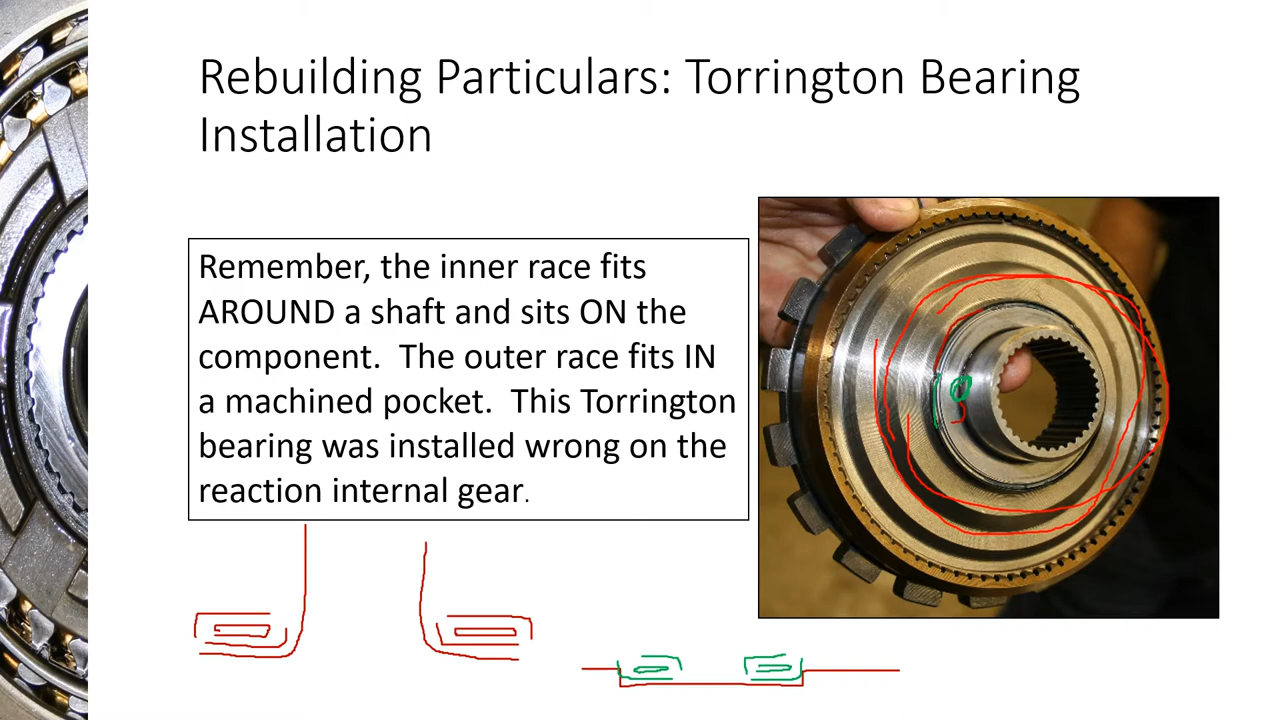 Rebuilding Particulars: Torrington Bearing
Installation
Remember, the inner race fits
AROUND a shaft and sits ON the
component. The outer race fits IN
a machined pocket. This Torrington
bearing was installed wrong on the
reaction internal gear.